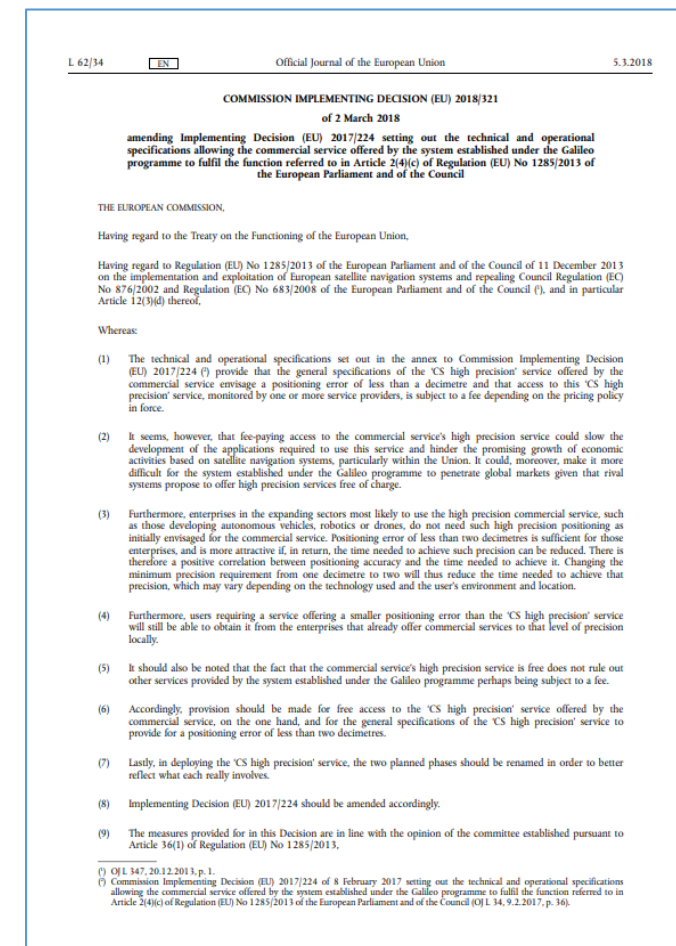 L 62/34 EN Official Journal of the European Union 5.3.2018
COMMISSION IMPLEMENTING DECISION (EU) 2018/321
of 2 March 2018
amending Implementing Decision (EU) 2017/224 setting out the technical and operational
specifications allowing the commercial service offered by the system established under the Galileo
programme to fulfil the function referred to in Article 2(4)(c) of Regulation (EU) No 1285/2013 of
the European Parliament and of the Council
THE EUROPEAN COMMISSION,
Having regard to the Treaty on the Functioning of the European Union,
Having regard to Regulation (EU) No 1285/2013 of the European Parliament and of the Council of 11 December 2013
on the implementation and exploitation of European satellite navigation systems and repealing Council Regulation (EC)
No 876/2002 and Regulation (EC) No 683/2008 of the European Parliament and of the Council (¹), and in particular
Article 12(3)(d) thereof,
Whereas:
(1) The technical and operational specifications set out in the annex to Commission Implementing Decision
(EU) 2017/224 (²) provide that the general specifications of the 'CS high precision' service offered by the
commercial service envisage a positioning error of less than a decimetre and that access to this 'CS high
precision' service, monitored by one or more service providers, is subject to a fee depending on the pricing policy
in force.
(2) It seems, however, that fee-paying access to the commercial service's high precision service could slow the
development of the applications required to use this service and hinder the promising growth of economic
activities based on satellite navigation systems, particularly within the Union. It could, moreover, make it more
difficult for the system established under the Galileo programme to penetrate global markets given that rival
systems propose to offer high precision services free of charge.
(3) Furthermore, enterprises in the expanding sectors most likely to use the high precision commercial service, such
as those developing autonomous vehicles, robotics or drones, do not need such high precision positioning as
initially envisaged for the commercial service. Positioning error of less than two decimetres is sufficient for those
enterprises, and is more attractive if, in return, the time needed to achieve such precision can be reduced. There is
therefore a positive correlation between positioning accuracy and the time needed to achieve it. Changing the
minimum precision requirement from one decimetre to two will thus reduce the time needed to achieve that
precision, which may vary depending on the technology used and the user's environment and location.
(4) Furthermore, users requiring a service offering a smaller positioning error than the 'CS high precision' service
will still be able to obtain it from the enterprises that already offer commercial services to that level of precision
locally.
(5) It should also be noted that the fact that the commercial service's high precision service is free does not rule out
other services provided by the system established under the Galileo programme perhaps being subject to a fee.
(6) Accordingly, provision should be made for free access to the 'CS high precision' service offered by the
commercial service, on the one hand, and for the general specifications of the 'CS high precision' service to
provide for a positioning error of less than two decimetres.
(7) Lastly, in deploying the 'CS high precision' service, the two planned phases should be renamed in order to better
reflect what each really involves.
(8) Implementing Decision (EU) 2017/224 should be amended accordingly.
(9) The measures provided for in this Decision are in line with the opinion of the committee established pursuant to
Article 36(1) of Regulation (EU) No 1285/2013,
(¹) OJ L 347, 20.12.2013, p. 1.
(²) Commission Implementing Decision (EU) 2017/224 of 8 February 2017 setting out the technical and operational specifications
allowing the commercial service offered by the system established under the Galileo programme to fulfil the function referred to in
Article 2(4)(c) of Regulation (EU) No 1285/2013 of the European Parliament and of the Council (OJ L 34, 9.2.2017, p. 36).